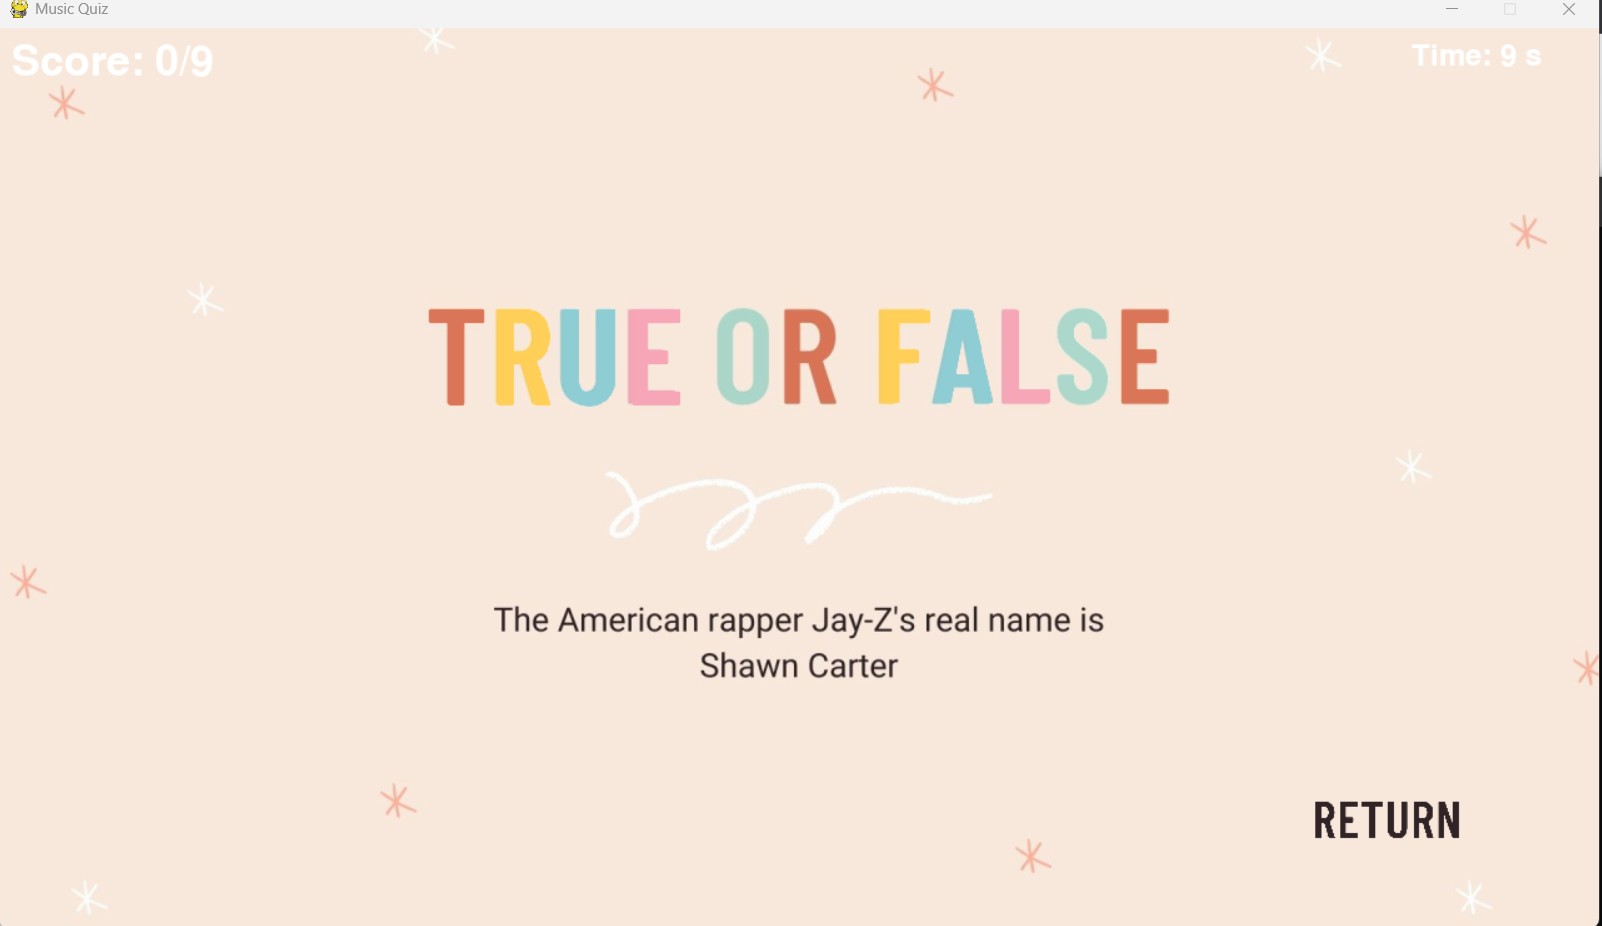 Music Quiz
Score: 0/9
Time: 9 s
TRUE OR FALSE
The American rapper Jay-Z's real name is
Shawn Carter
RETURN